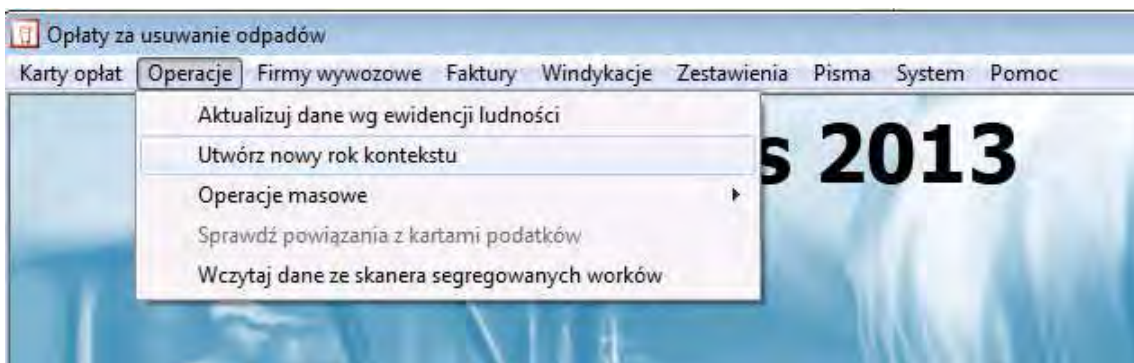 Opłaty za usuwanie odpadów
Karty opłat Operacje Firmy wywozowe Faktury Windykacje Zestawienia Pisma System Pomoc
Aktualizuj dane wg ewidencji ludności
Utwórz nowy rok kontekstu
s 2013
Operacje masowe
Sprawdź powiązania z kartami podatków
Wczytaj dane ze skanera segregowanych worków